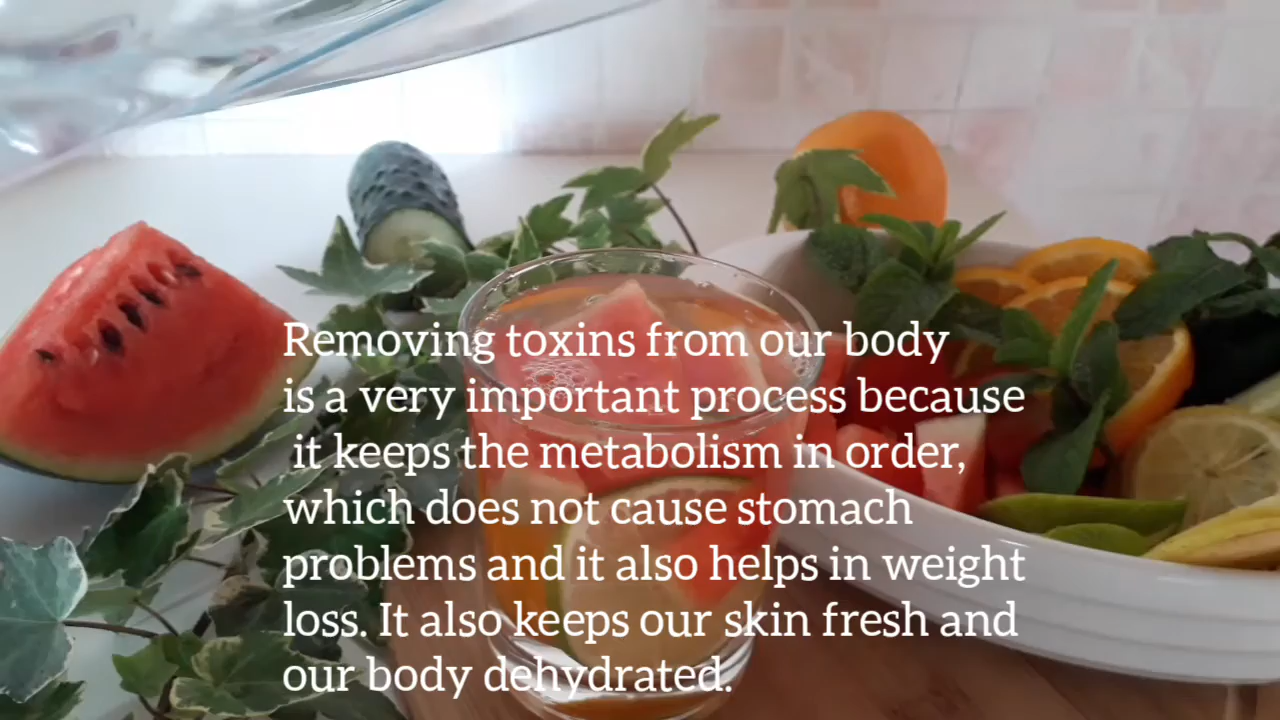 Removing toxins from our body
is a very important process because
it keeps the metabolism in order,
which does not cause stomach
problems and it also helps in weight
loss. It also keeps our skin fresh and
our body dehydrated.